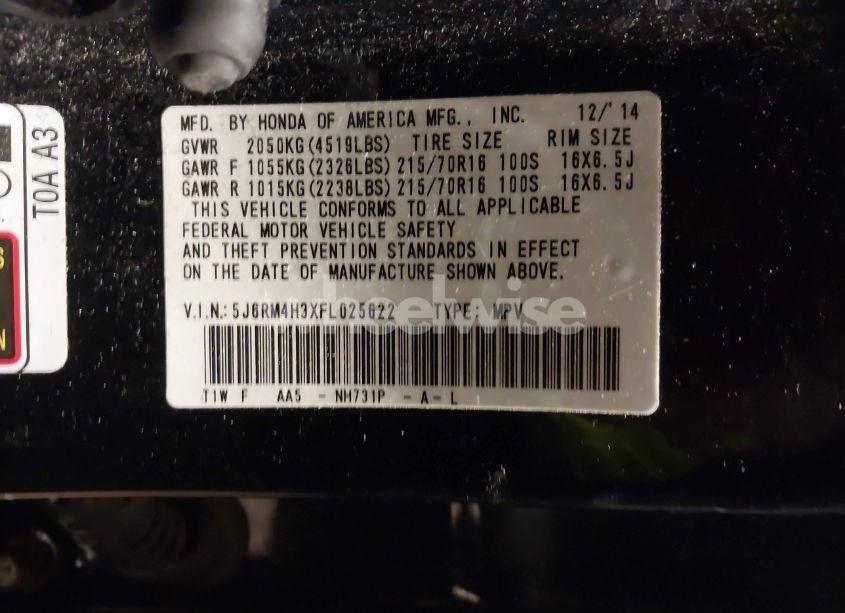 MFD. BY HONDA OF AMERICA MFG., INC. 12/'14
GVWR 2050KG(4519LBS) TIRE SIZE RIM SIZE
GAWR F 1055KG(2326LBS) 215/70R16 100S 16X6.5J
GAWR R 1015KG(2238LBS) 215/70R16 100S 16X6.5J
THIS VEHICLE CONFORMS TO ALL APPLICABLE
FEDERAL MOTOR VEHICLE SAFETY
AND THEFT PREVENTION STANDARDS IN EFFECT
ON THE DATE OF MANUFACTURE SHOWN ABOVE.
V.I.N.: 5J6RM4H3XFL025622 TYPE: MPV
wheelwise
T1W F AA5 - NH731P - A - L
T0A A3
S
N